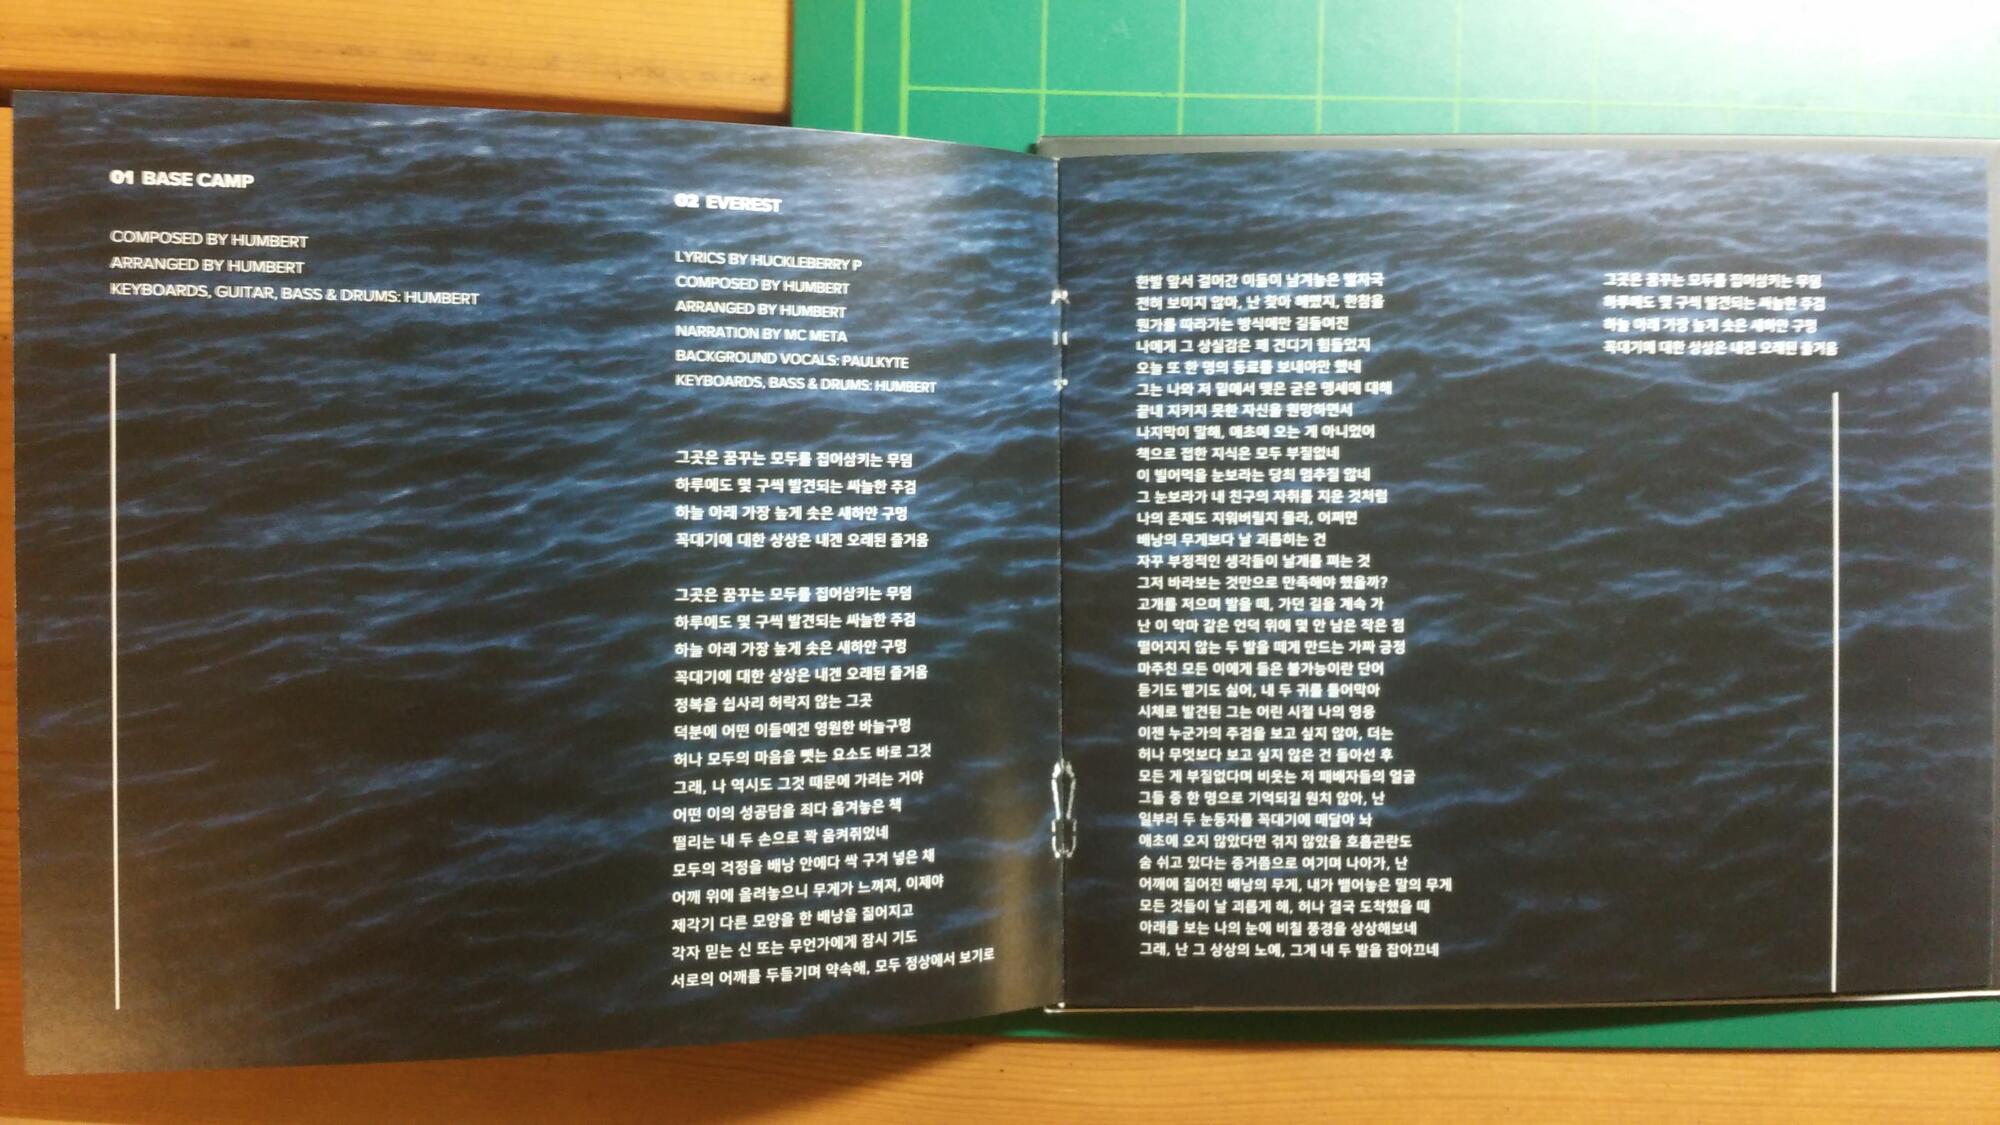 01 BASE CAMP
COMPOSED BY HUMBERT
ARRANGED BY HUMBERT
KEYBOARDS, GUITAR, BASS & DRUMS: HUMBERT
02 EVEREST
LYRICS BY HUCKLEBERRY P
COMPOSED BY HUMBERT
ARRANGED BY HUMBERT
NARRATION BY MC META
BACKGROUND VOCALS: PAULKYTE
KEYBOARDS, BASS & DRUMS: HUMBERT
그곳은 꿈꾸는 모두를 집어삼키는 무덤
하루에도 몇 구씩 발견되는 싸늘한 주검
하늘 아래 가장 높게 솟은 새하얀 구멍
꼭대기에 대한 상상은 내겐 오래된 즐거움
그곳은 꿈꾸는 모두를 집어삼키는 무덤
하루에도 몇 구씩 발견되는 싸늘한 주검
하늘 아래 가장 높게 솟은 새하얀 구멍
꼭대기에 대한 상상은 내겐 오래된 즐거움
정복을 쉽사리 허락지 않는 그곳
덕분에 어떤 이들에겐 영원한 바늘구멍
허나 모두의 마음을 뺏는 요소도 바로 그것
그래, 나 역시도 그것 때문에 가려는 거야
어떤 이의 성공담을 죄다 옮겨놓은 책
떨리는 내 두 손으로 꽉 움켜쥐었네
모두의 걱정을 배낭 안에다 싹 구겨 넣은 채
어깨 위에 올려놓으니 무게가 느껴져, 이제야
제각기 다른 모양을 한 배낭을 짊어지고
각자 믿는 신 또는 무언가에게 잠시 기도
서로의 어깨를 두들기며 약속해, 모두 정상에서 보기로
한발 앞서 걸어간 이들이 남겨놓은 발자국
전혀 보이지 않아, 난 찾아 헤맸지, 한참을
뭔가를 따라가는 방식에만 길들여진
나에게 그 상실감은 꽤 견디기 힘들었지
오늘 또 한 명의 동료를 보내야만 했네
그는 나와 저 밑에서 맺은 굳은 맹세에 대해
끝내 지키지 못한 자신을 원망하면서
나지막이 말해, 애초에 오는 게 아니었어
책으로 접한 지식은 모두 부질없네
이 빌어먹을 눈보라는 당최 멈추질 않네
그 눈보라가 내 친구의 자취를 지운 것처럼
나의 존재도 지워버릴지 몰라, 어쩌면
배낭의 무게보다 날 괴롭히는 건
자꾸 부정적인 생각들이 날개를 펴는 것
그저 바라보는 것만으로 만족해야 했을까?
고개를 저으며 발을 떼, 가던 길을 계속 가
난 이 악마 같은 언덕 위에 몇 안 남은 작은 점
떨어지지 않는 두 발을 떼게 만드는 가짜 긍정
마주친 모든 이에게 들은 불가능이란 단어
듣기도 뱉기도 싫어, 내 두 귀를 틀어막아
시체로 발견된 그는 어린 시절 나의 영웅
이젠 누군가의 주검을 보고 싶지 않아, 더는
허나 무엇보다 보고 싶지 않은 건 돌아선 후
모든 게 부질없다며 비웃는 저 패배자들의 얼굴
그들 중 한 명으로 기억되길 원치 않아, 난
일부러 두 눈동자를 꼭대기에 매달아 놔
애초에 오지 않았다면 겪지 않았을 호흡곤란도
숨 쉬고 있다는 증거쯤으로 여기며 나아가, 난
어깨에 짊어진 배낭의 무게, 내가 뱉어놓은 말의 무게
모든 것들이 날 괴롭게 해, 허나 결국 도착했을 때
아래를 보는 나의 눈에 비칠 풍경을 상상해보네
그래, 난 그 상상의 노예, 그게 내 두 발을 잡아끄네
그곳은 꿈꾸는 모두를 집어삼키는 무덤
하루에도 몇 구씩 발견되는 싸늘한 주검
하늘 아래 가장 높게 솟은 새하얀 구멍
꼭대기에 대한 상상은 내겐 오래된 즐거움